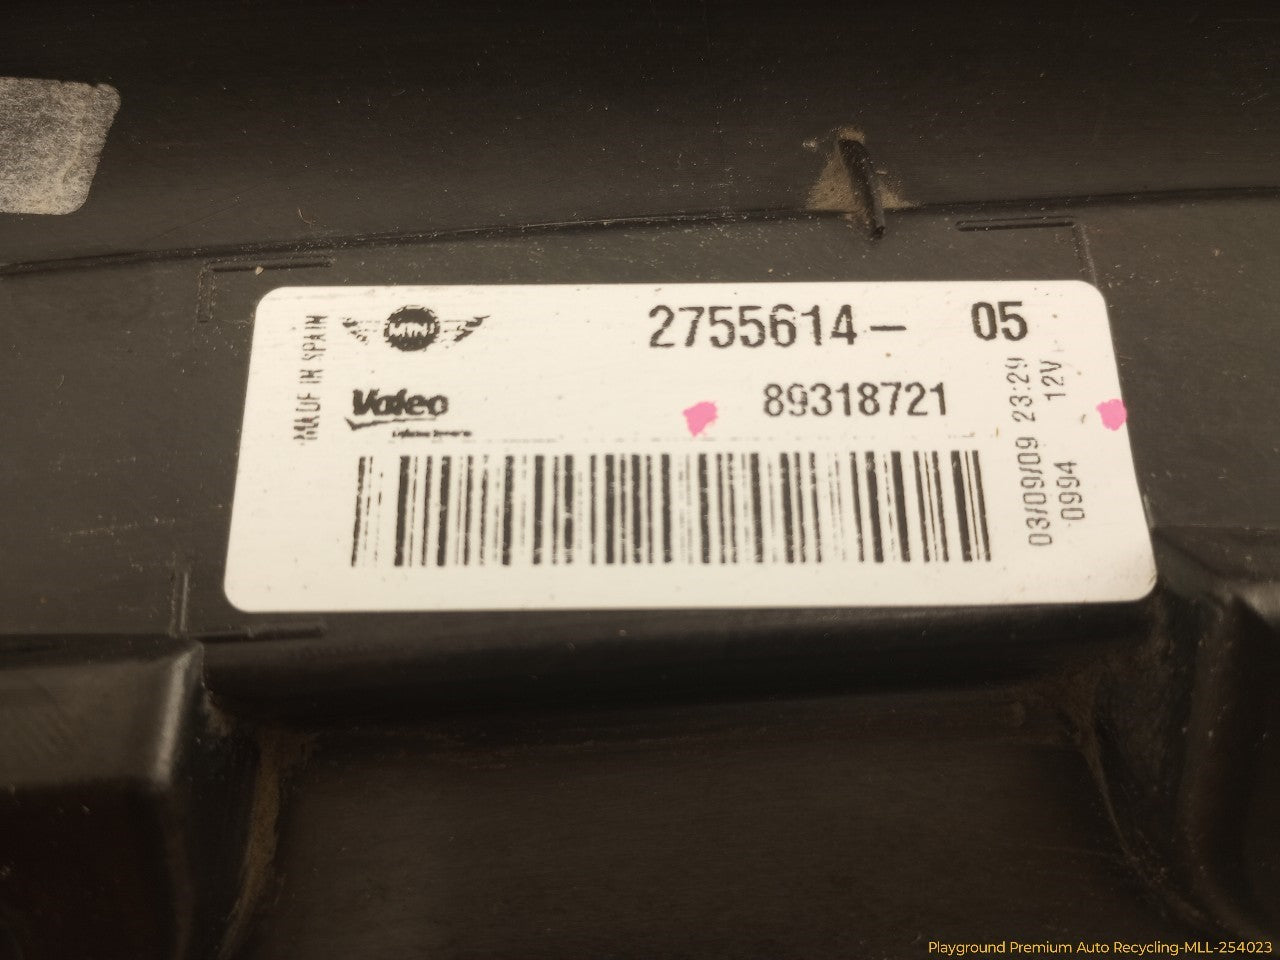 MADE IN SPAIN
MINI
2755614- 05
Valeo
89318721
03/09/09 23:29
0994 12V
Playground Premium Auto Recycling-MLL-254023